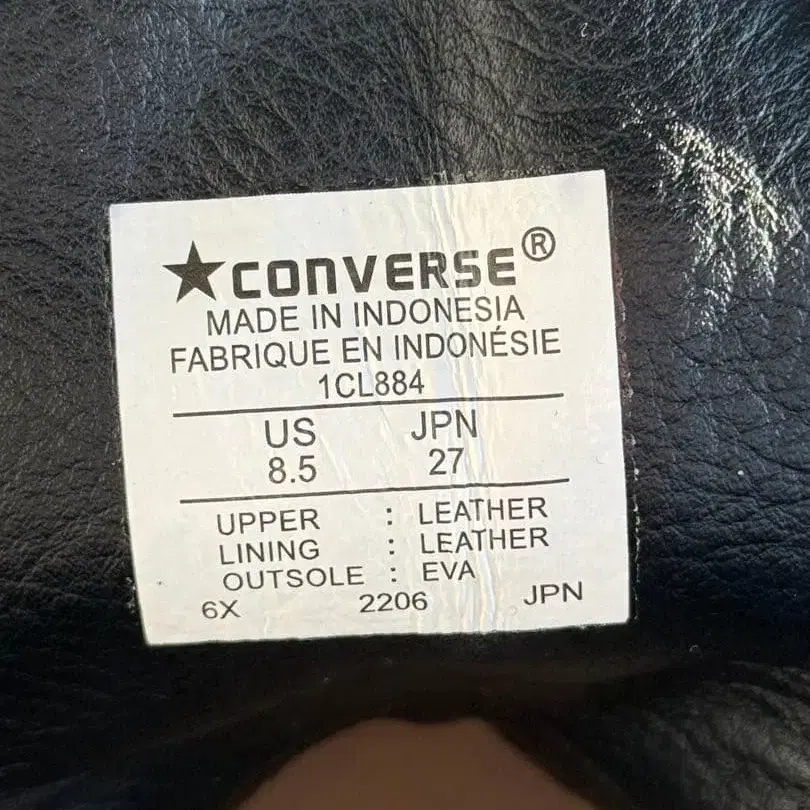 ★CONVERSE®
MADE IN INDONESIA
FABRIQUE EN INDONÉSIE
1CL884
US JPN
8.5 27
UPPER : LEATHER
LINING : LEATHER
OUTSOLE : EVA
6X 2206 JPN